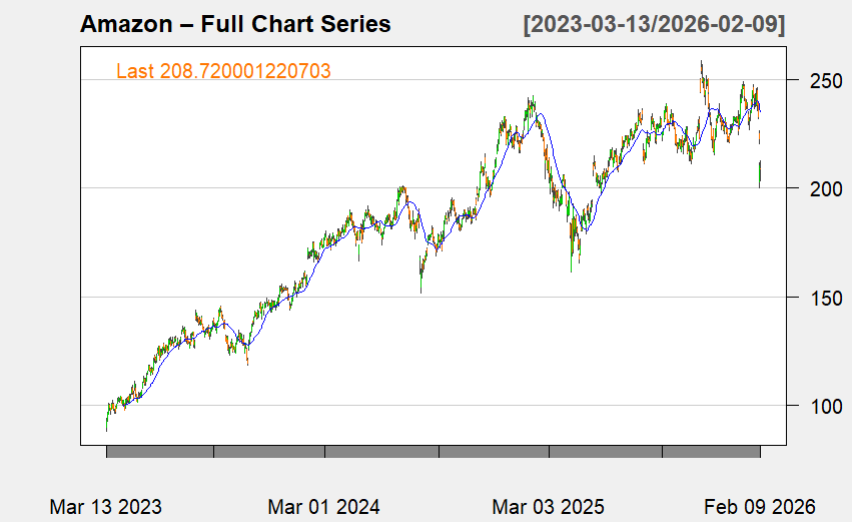 Amazon – Full Chart Series [2023-03-13/2026-02-09]
Last 208.720001220703
250
200
150
100
Mar 13 2023 Mar 01 2024 Mar 03 2025 Feb 09 2026